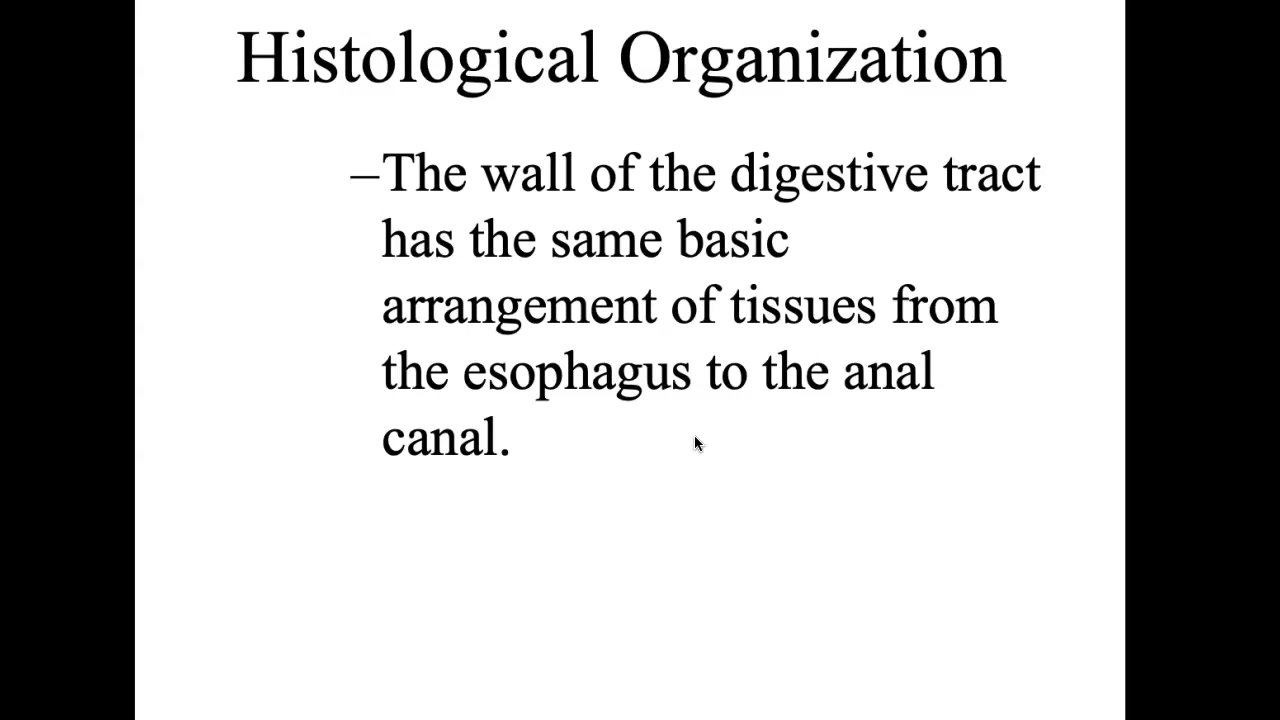 Histological Organization
–The wall of the digestive tract
has the same basic
arrangement of tissues from
the esophagus to the anal
canal.